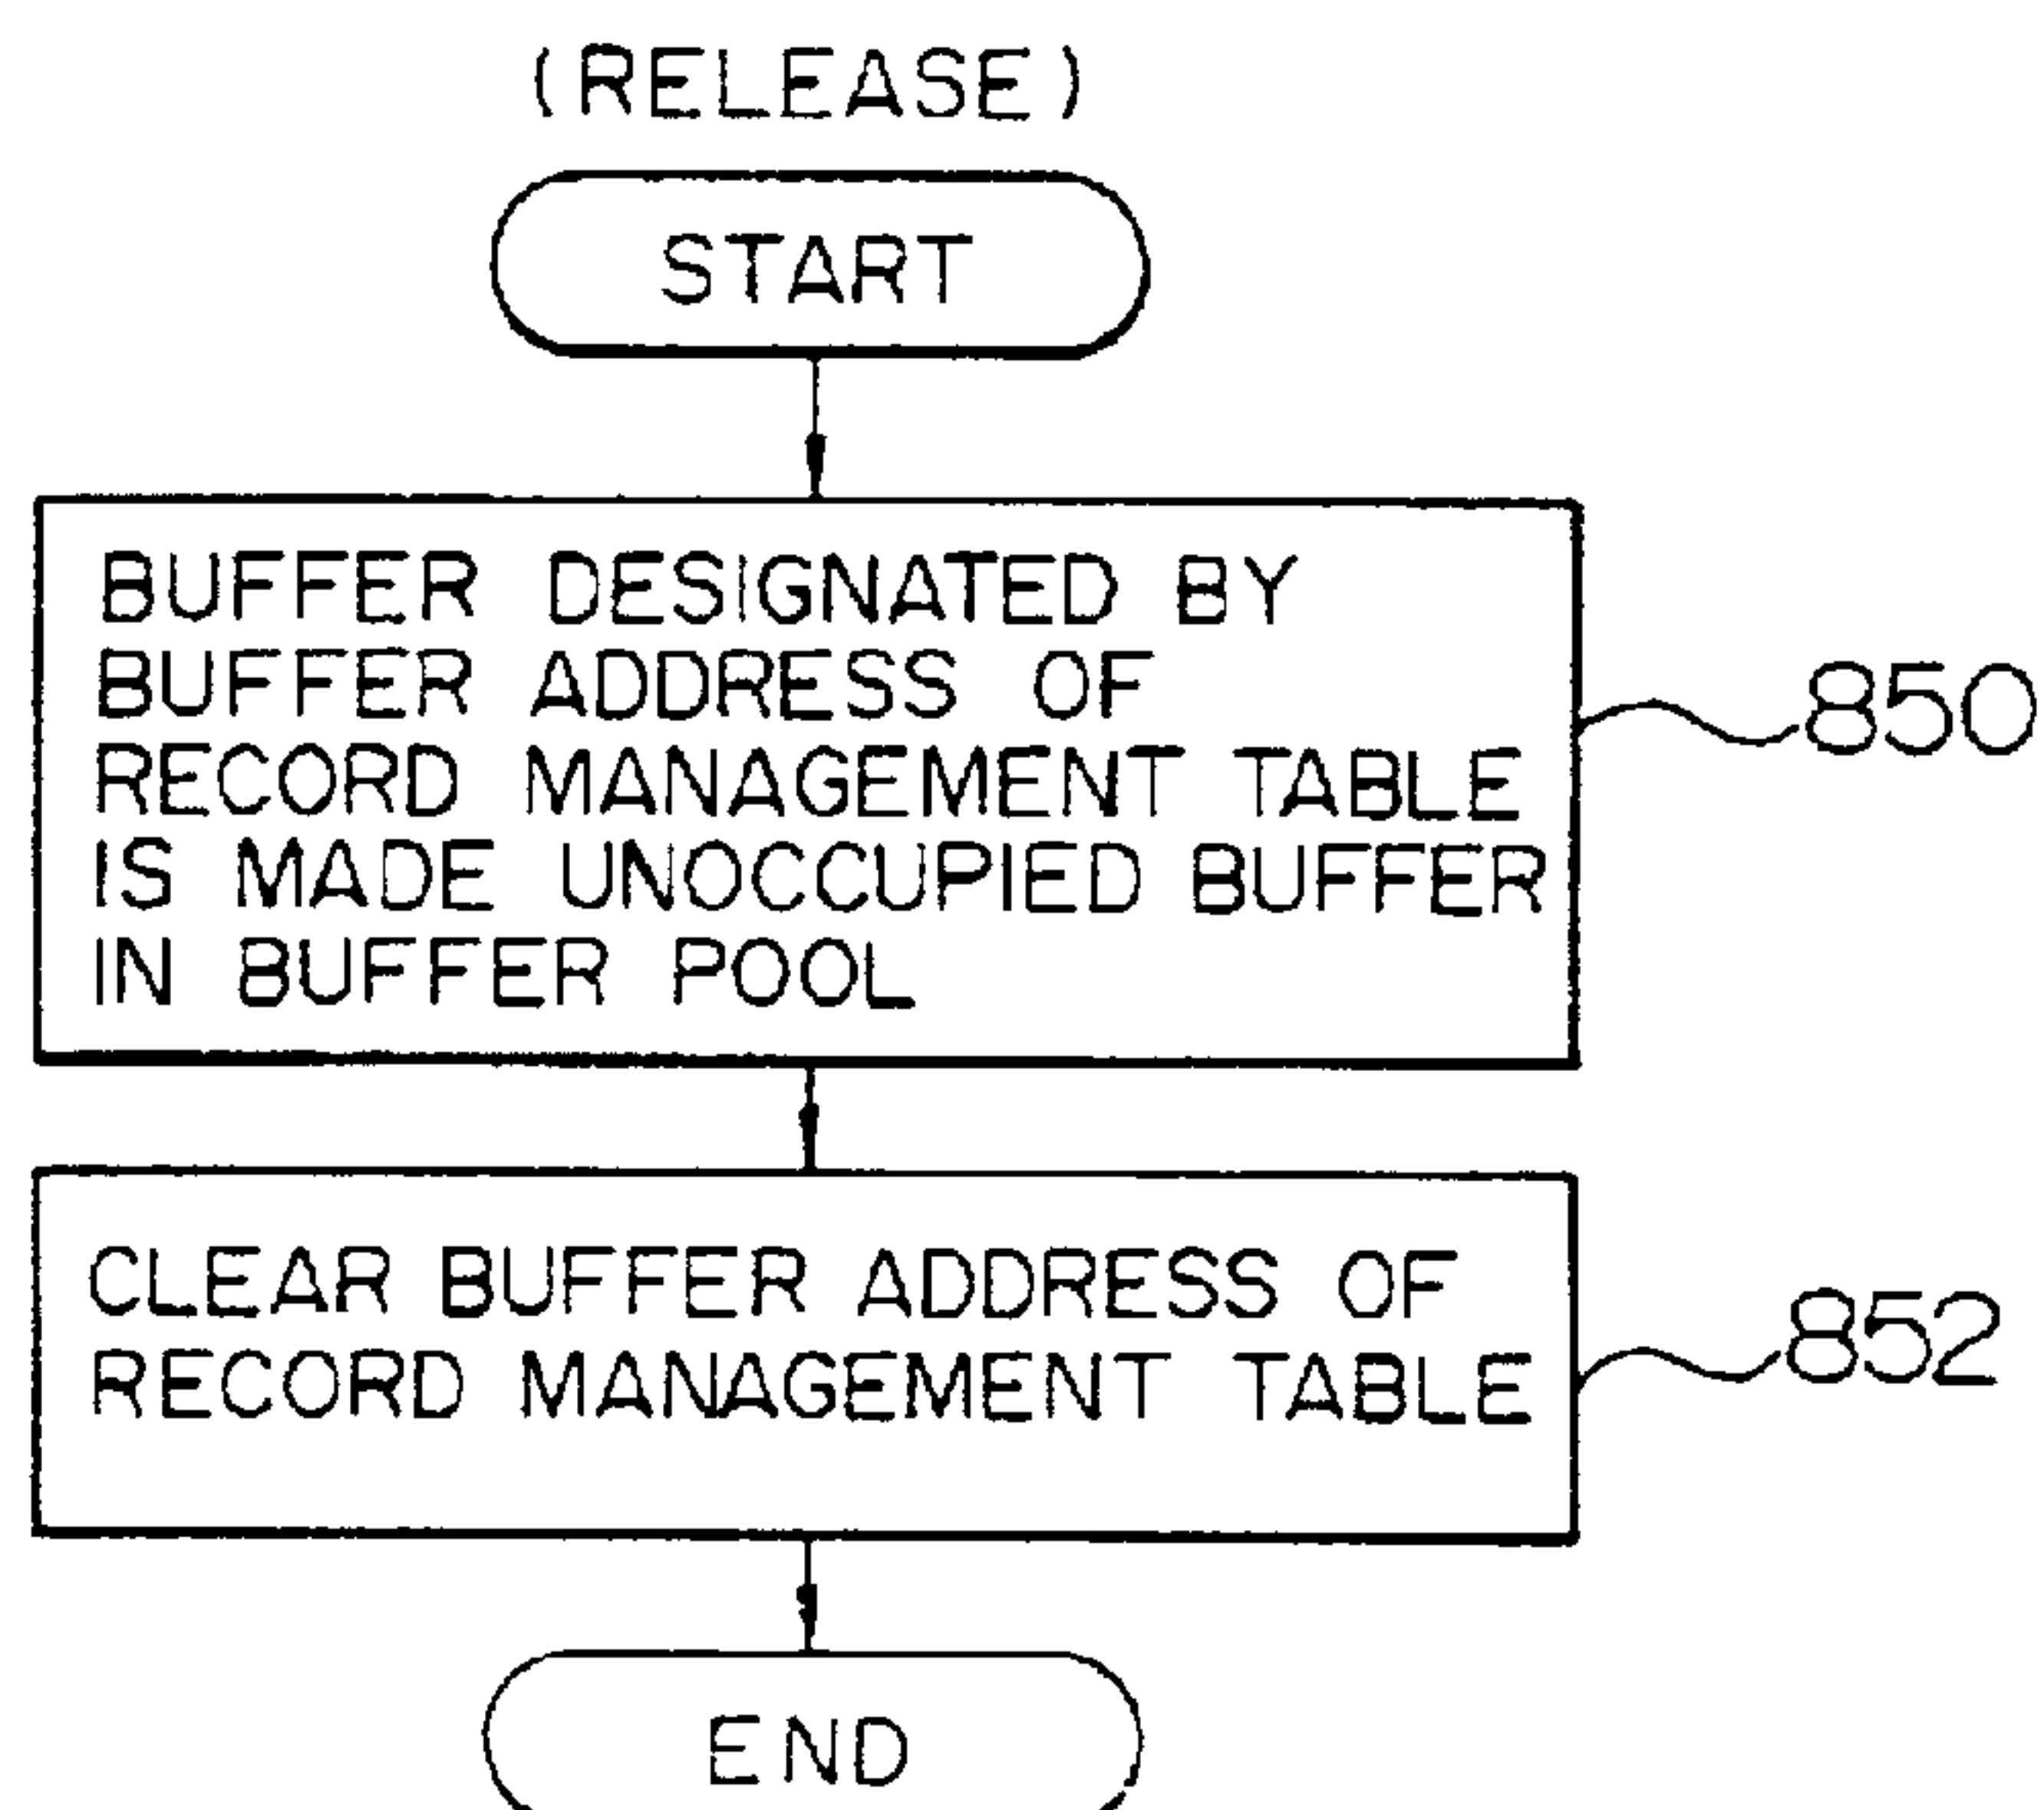 (RELEASE)
START
BUFFER DESIGNATED BY
BUFFER ADDRESS OF
RECORD MANAGEMENT TABLE
IS MADE UNOCCUPIED BUFFER
IN BUFFER POOL
850
CLEAR BUFFER ADDRESS OF
RECORD MANAGEMENT TABLE
852
END